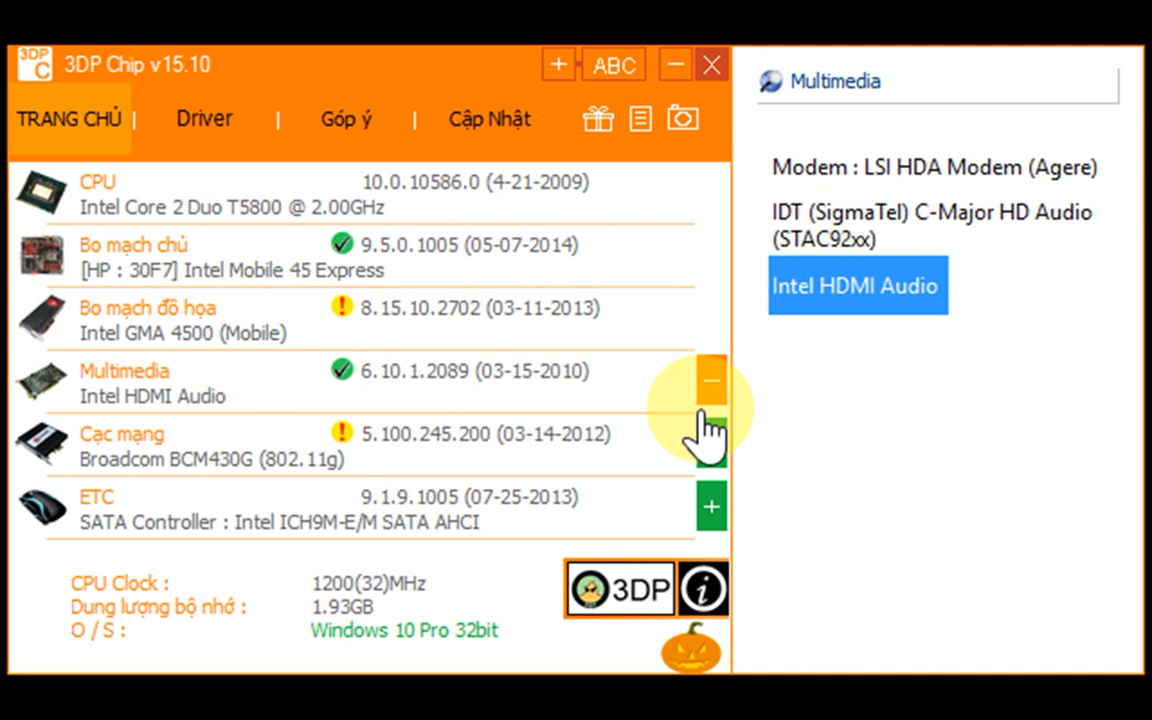 3DP
C
3DP Chip v15.10
+
ABC
TRANG CHỦ | Driver | Góp ý | Cập Nhật
CPU 10.0.10586.0 (4-21-2009)
Intel Core 2 Duo T5800 @ 2.00GHz
Bo mạch chủ 9.5.0.1005 (05-07-2014)
[HP : 30F7] Intel Mobile 45 Express
Bo mạch đồ họa 8.15.10.2702 (03-11-2013)
Intel GMA 4500 (Mobile)
Multimedia 6.10.1.2089 (03-15-2010)
Intel HDMI Audio
Cạc mạng 5.100.245.200 (03-14-2012)
Broadcom BCM430G (802.11g)
ETC 9.1.9.1005 (07-25-2013)
SATA Controller : Intel ICH9M-E/M SATA AHCI
CPU Clock : 1200(32)MHz
Dung lượng bộ nhớ : 1.93GB
O / S : Windows 10 Pro 32bit
3DP i
Multimedia
Modem : LSI HDA Modem (Agere)
IDT (SigmaTel) C-Major HD Audio
(STAC92xx)
Intel HDMI Audio